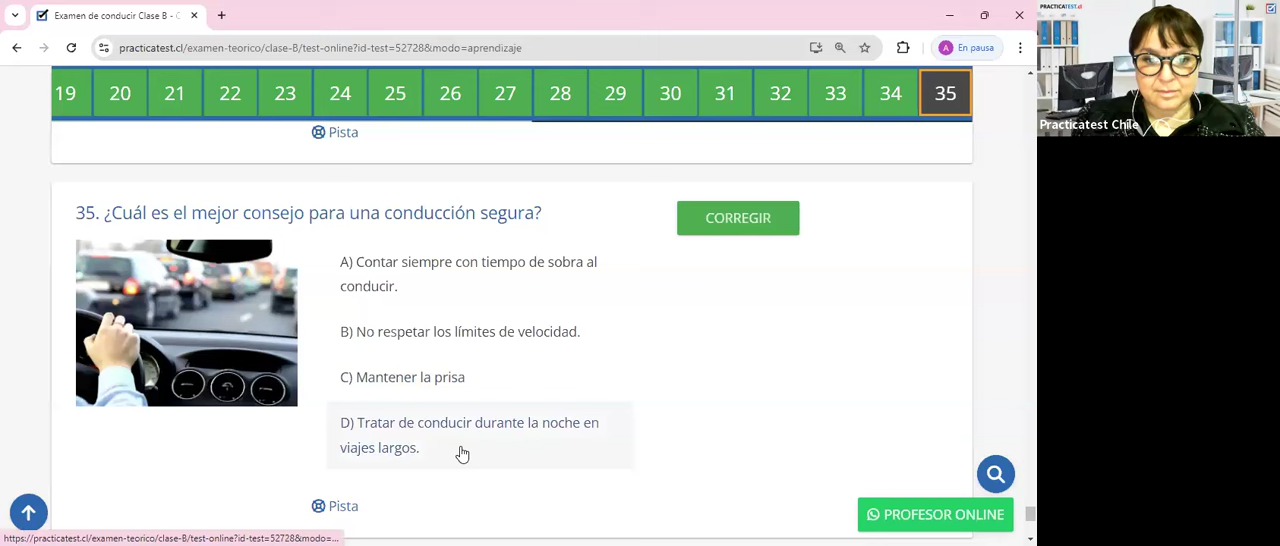 Examen de conducir Clase B - C
practicatest.cl/examen-teorico/clase-B/test-online?id-test=52728&modo=aprendizaje
A En pausa
PRACTICATEST.cl
Practicatest Chile
19 20 21 22 23 24 25 26 27 28 29 30 31 32 33 34 35
Pista
35. ¿Cuál es el mejor consejo para una conducción segura?
CORREGIR
A) Contar siempre con tiempo de sobra al
conducir.
B) No respetar los límites de velocidad.
C) Mantener la prisa
D) Tratar de conducir durante la noche en
viajes largos.
Pista
PROFESOR ONLINE
https://practicatest.cl/examen-teorico/clase-B/test-online?id-test=52728&modo=...